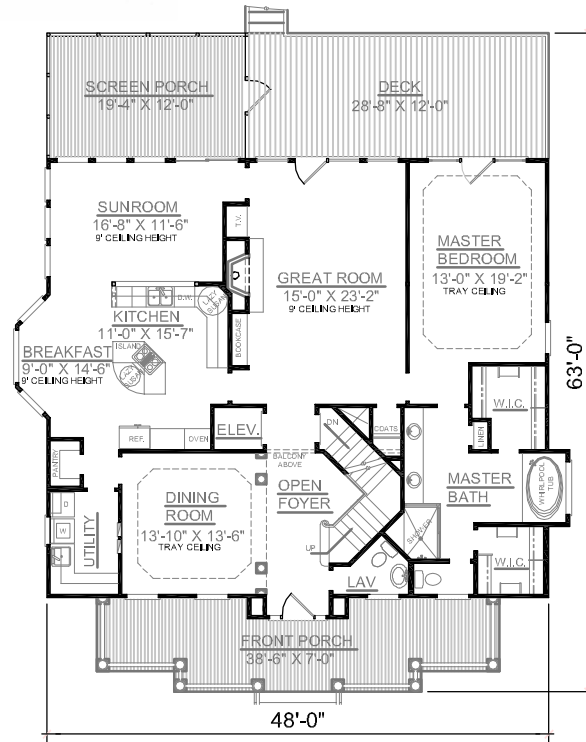 SCREEN PORCH
19'-4" X 12'-0"
DECK
28'-8" X 12'-0"
SUNROOM
16'-8" X 11'-6"
9' CEILING HEIGHT
T.V.
MASTER
BEDROOM
13'-0" X 19'-2"
TRAY CEILING
GREAT ROOM
15'-0" X 23'-2"
9' CEILING HEIGHT
D.W.
LAZY
SUSAN
KITCHEN
11'-0" X 15'-7"
BOOKCASE
BREAKFAST
9'-0" X 14'-6"
9' CEILING HEIGHT
ISLAND
LAZY
SUSAN
63'-0"
W.I.C.
REF.
OVEN
ELEV.
DN
COATS
LINEN
BALCONY
ABOVE
PANTRY
OPEN
FOYER
MASTER
BATH
WHIRLPOOL
TUB
DINING
ROOM
13'-10" X 13'-6"
TRAY CEILING
W
UTILITY
UP
SHOWER
LAV
W.I.C.
FRONT PORCH
38'-6" X 7'-0"
48'-0"